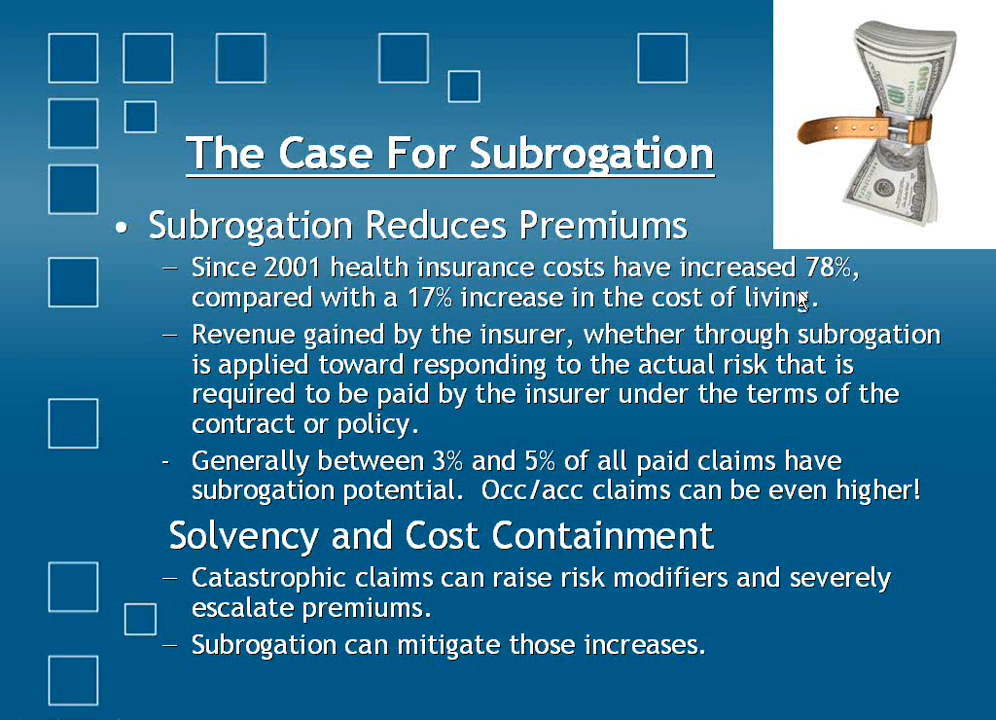 The Case For Subrogation
• Subrogation Reduces Premiums
– Since 2001 health insurance costs have increased 78%,
compared with a 17% increase in the cost of living.
– Revenue gained by the insurer, whether through subrogation
is applied toward responding to the actual risk that is
required to be paid by the insurer under the terms of the
contract or policy.
- Generally between 3% and 5% of all paid claims have
subrogation potential.  Occ/acc claims can be even higher!
Solvency and Cost Containment
– Catastrophic claims can raise risk modifiers and severely
escalate premiums.
– Subrogation can mitigate those increases.